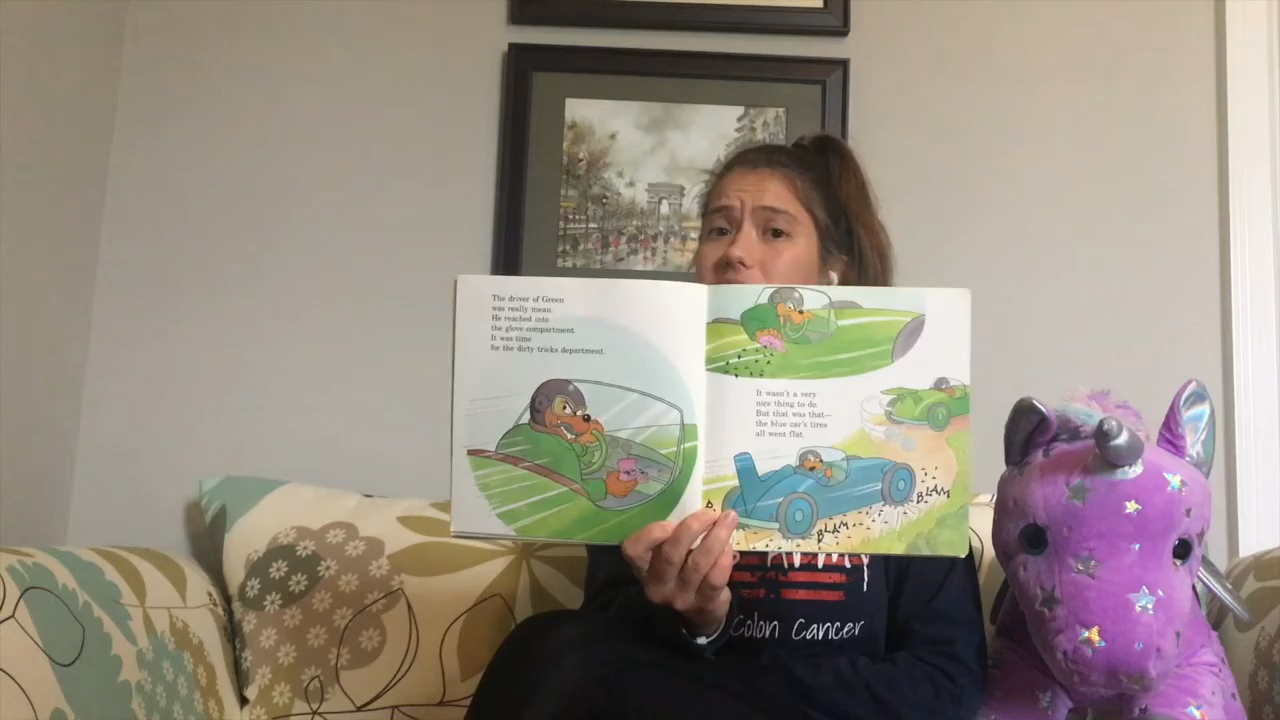 The driver of Green
was really mean.
He reached into
the glove compartment.
It was time
for the dirty tricks department.
It wasn't a very
nice thing to do.
But that was that—
the blue car's tires
all went flat.
BLAM
BLAM
Colon Cancer